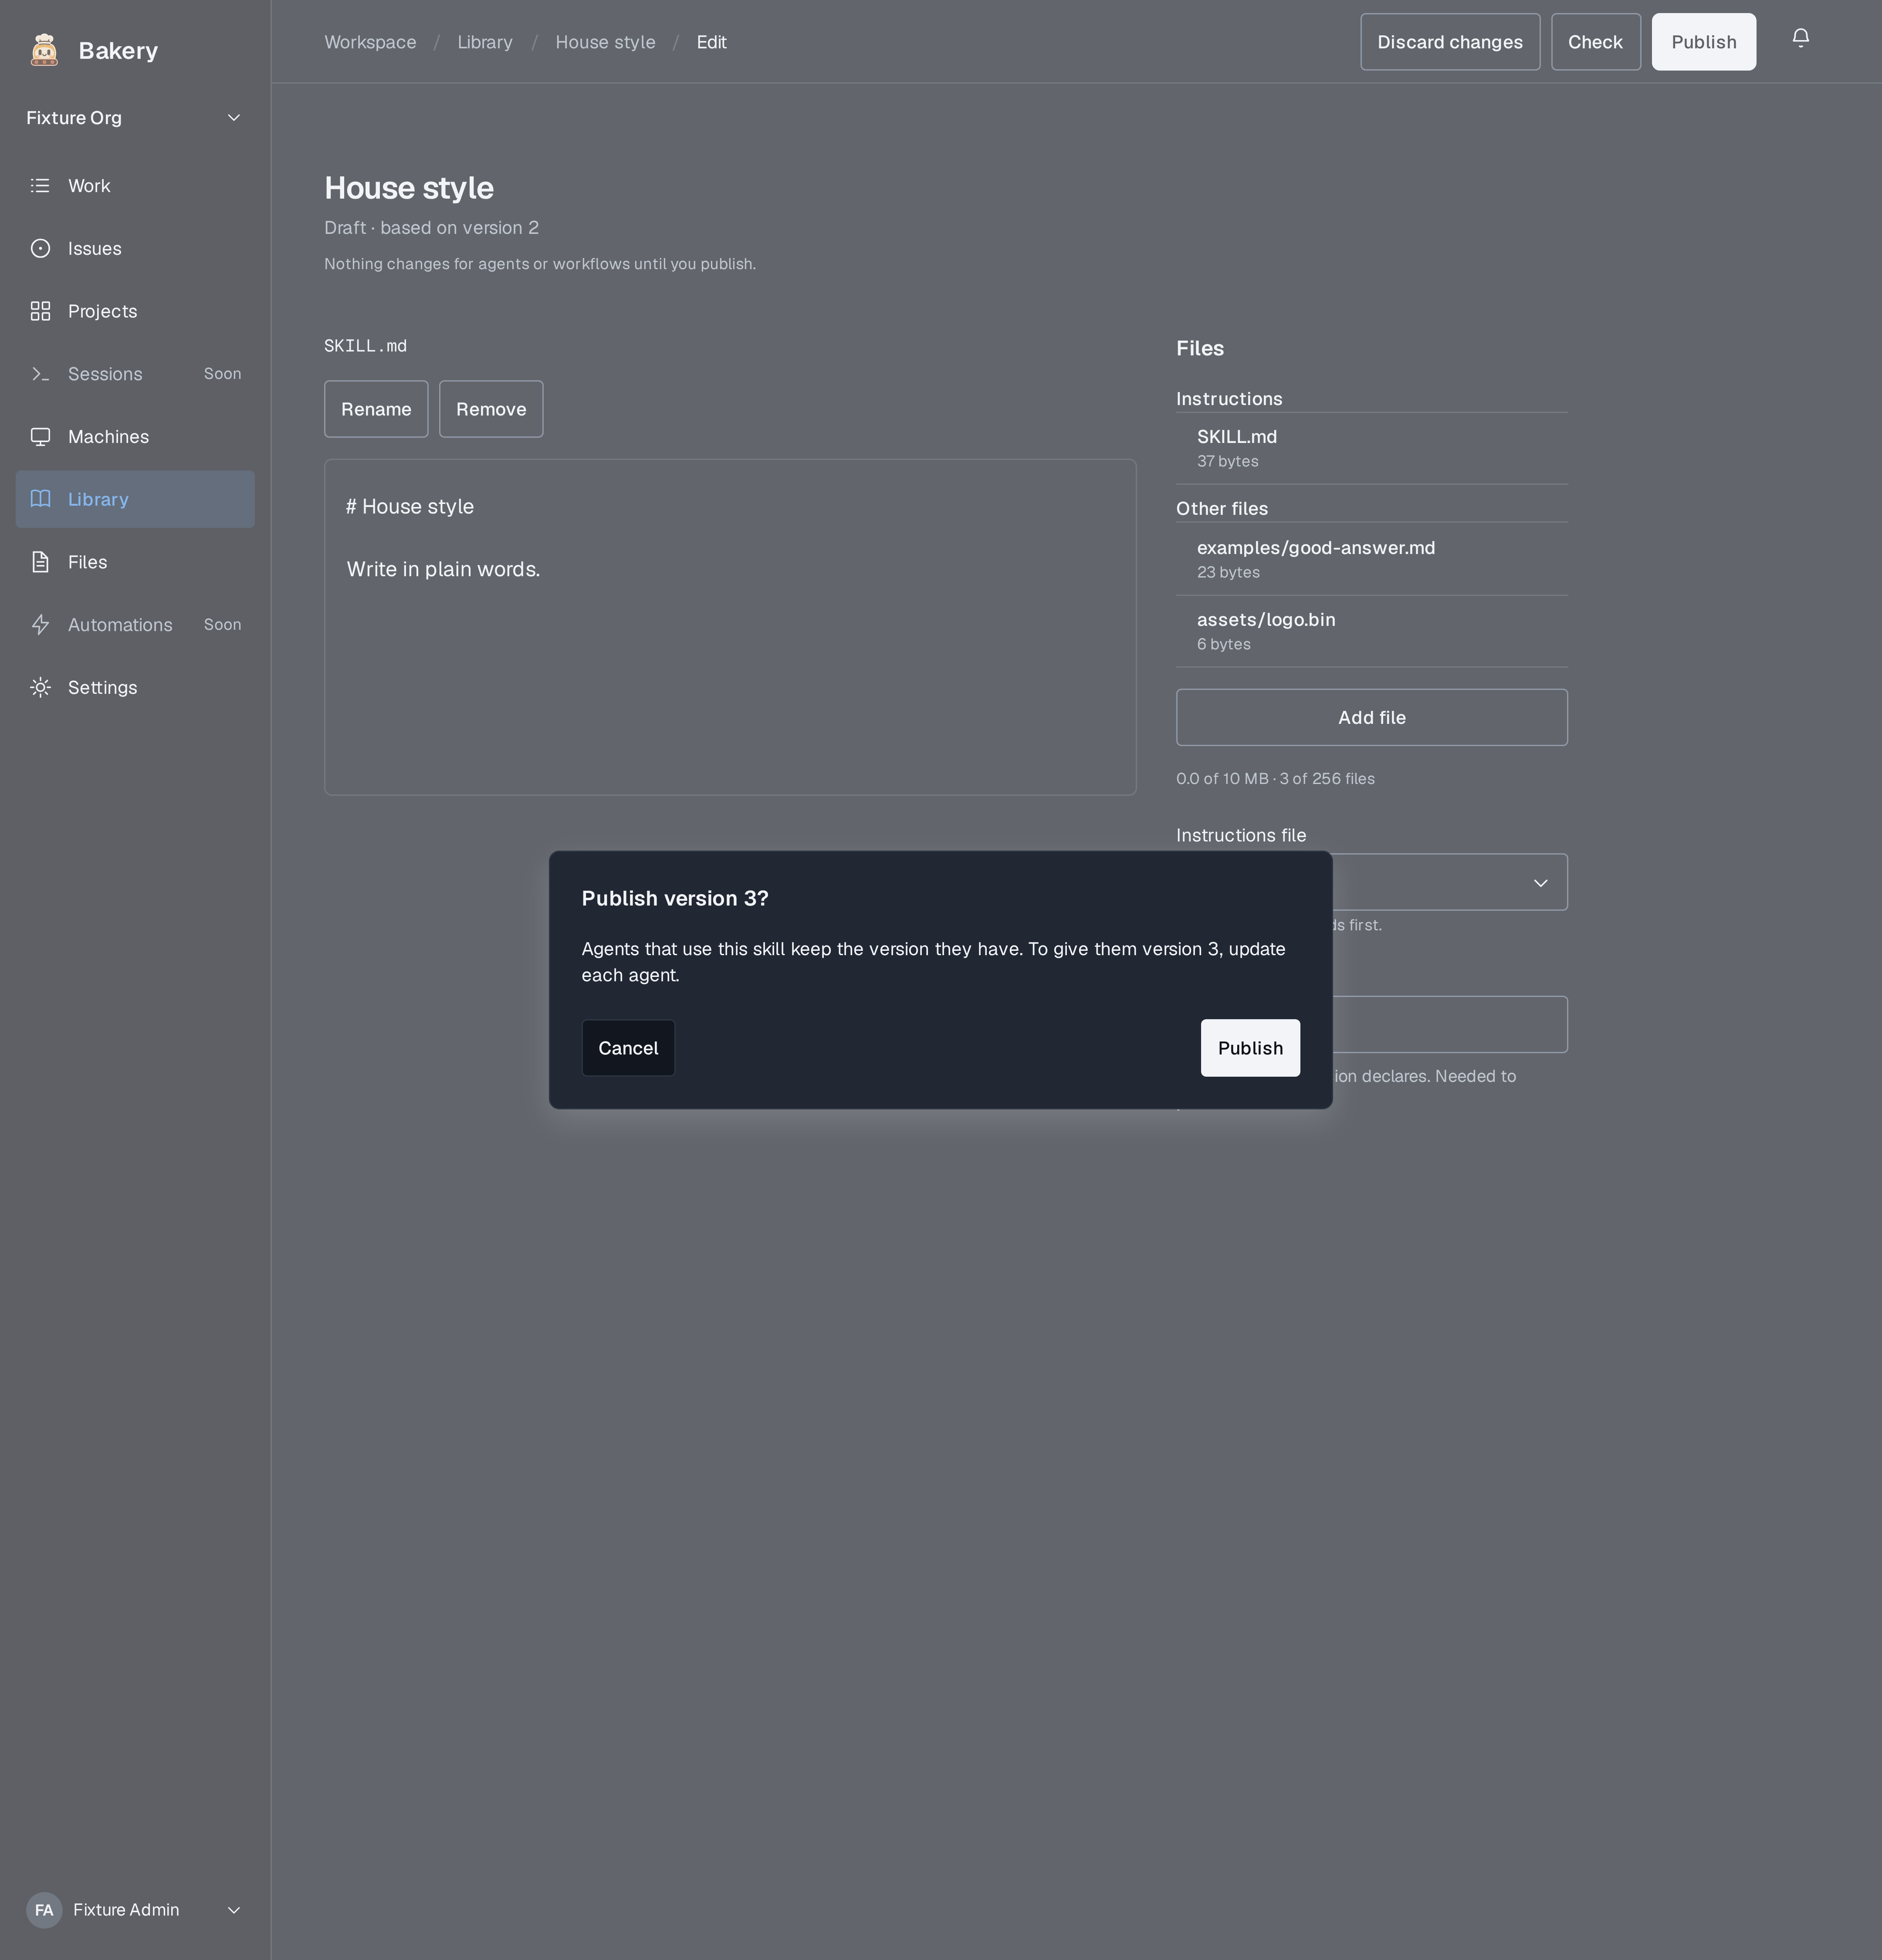 Bakery
Fixture Org
Work
Issues
Projects
Sessions Soon
Machines
Library
Files
Automations Soon
Settings
FA Fixture Admin
Workspace / Library / House style / Edit
Discard changes Check Publish
House style
Draft · based on version 2
Nothing changes for agents or workflows until you publish.
SKILL.md
Rename Remove
# House style
Write in plain words.
Files
Instructions
SKILL.md
37 bytes
Other files
examples/good-answer.md
23 bytes
assets/logo.bin
6 bytes
Add file
0.0 of 10 MB · 3 of 256 files
Instructions file
first.
declares. Needed to
Publish version 3?
Agents that use this skill keep the version they have. To give them version 3, update
each agent.
Cancel Publish